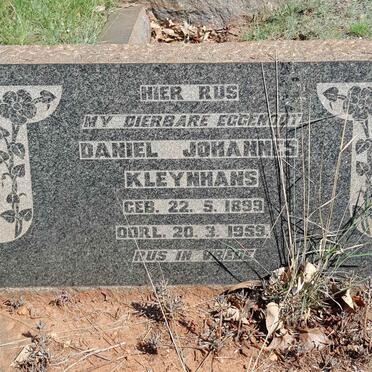 HIER RUS
MY DIERBARE EGGENOOT
DANIEL JOHANNES
KLEYNHANS
GEB. 22.5.1899
OORL. 20.3.1959.
RUS IN VREDE